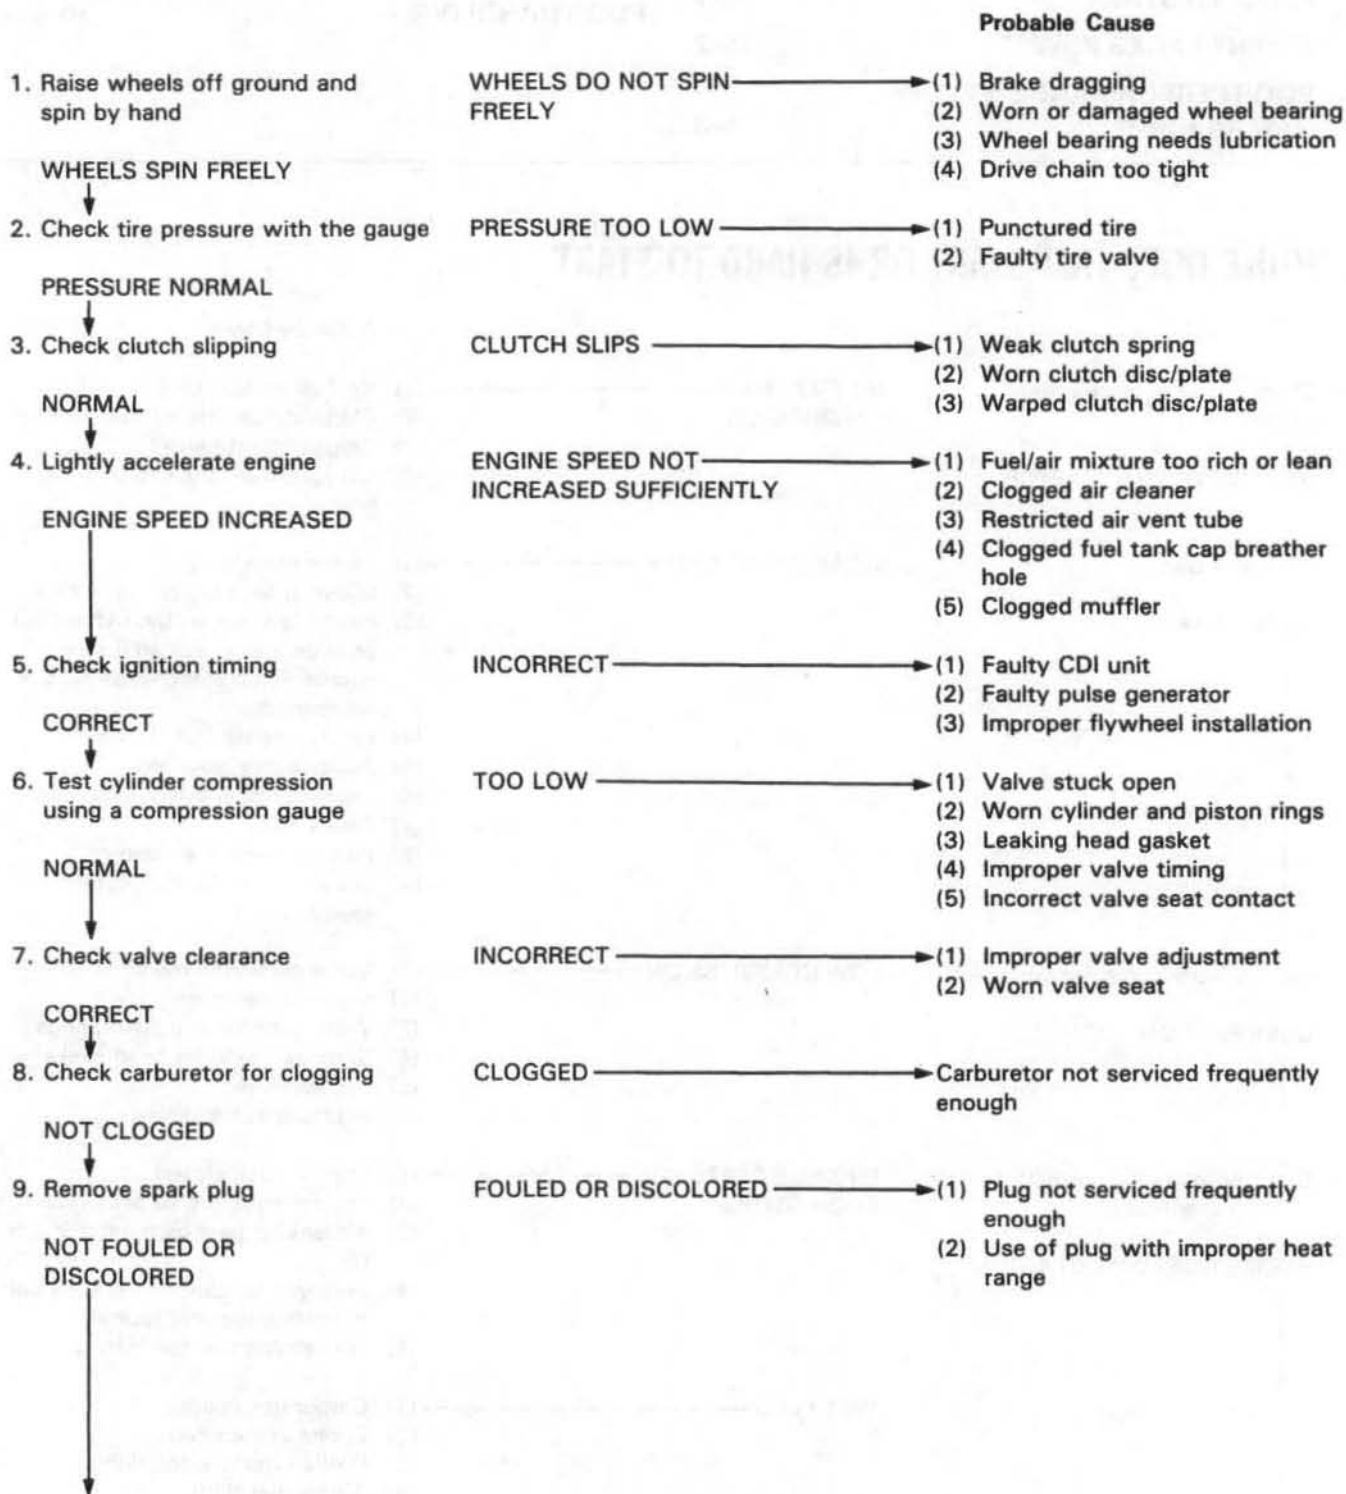 Probable Cause
1. Raise wheels off ground and
spin by hand
WHEELS DO NOT SPIN
FREELY
(1) Brake dragging
(2) Worn or damaged wheel bearing
(3) Wheel bearing needs lubrication
(4) Drive chain too tight
WHEELS SPIN FREELY
2. Check tire pressure with the gauge
PRESSURE TOO LOW
(1) Punctured tire
(2) Faulty tire valve
PRESSURE NORMAL
3. Check clutch slipping
CLUTCH SLIPS
(1) Weak clutch spring
(2) Worn clutch disc/plate
(3) Warped clutch disc/plate
NORMAL
4. Lightly accelerate engine
ENGINE SPEED NOT
INCREASED SUFFICIENTLY
(1) Fuel/air mixture too rich or lean
(2) Clogged air cleaner
(3) Restricted air vent tube
(4) Clogged fuel tank cap breather
hole
(5) Clogged muffler
ENGINE SPEED INCREASED
5. Check ignition timing
INCORRECT
(1) Faulty CDI unit
(2) Faulty pulse generator
(3) Improper flywheel installation
CORRECT
6. Test cylinder compression
using a compression gauge
TOO LOW
(1) Valve stuck open
(2) Worn cylinder and piston rings
(3) Leaking head gasket
(4) Improper valve timing
(5) Incorrect valve seat contact
NORMAL
7. Check valve clearance
INCORRECT
(1) Improper valve adjustment
(2) Worn valve seat
CORRECT
8. Check carburetor for clogging
CLOGGED
Carburetor not serviced frequently
enough
NOT CLOGGED
9. Remove spark plug
FOULED OR DISCOLORED
(1) Plug not serviced frequently
enough
(2) Use of plug with improper heat
range
NOT FOULED OR
DISCOLORED